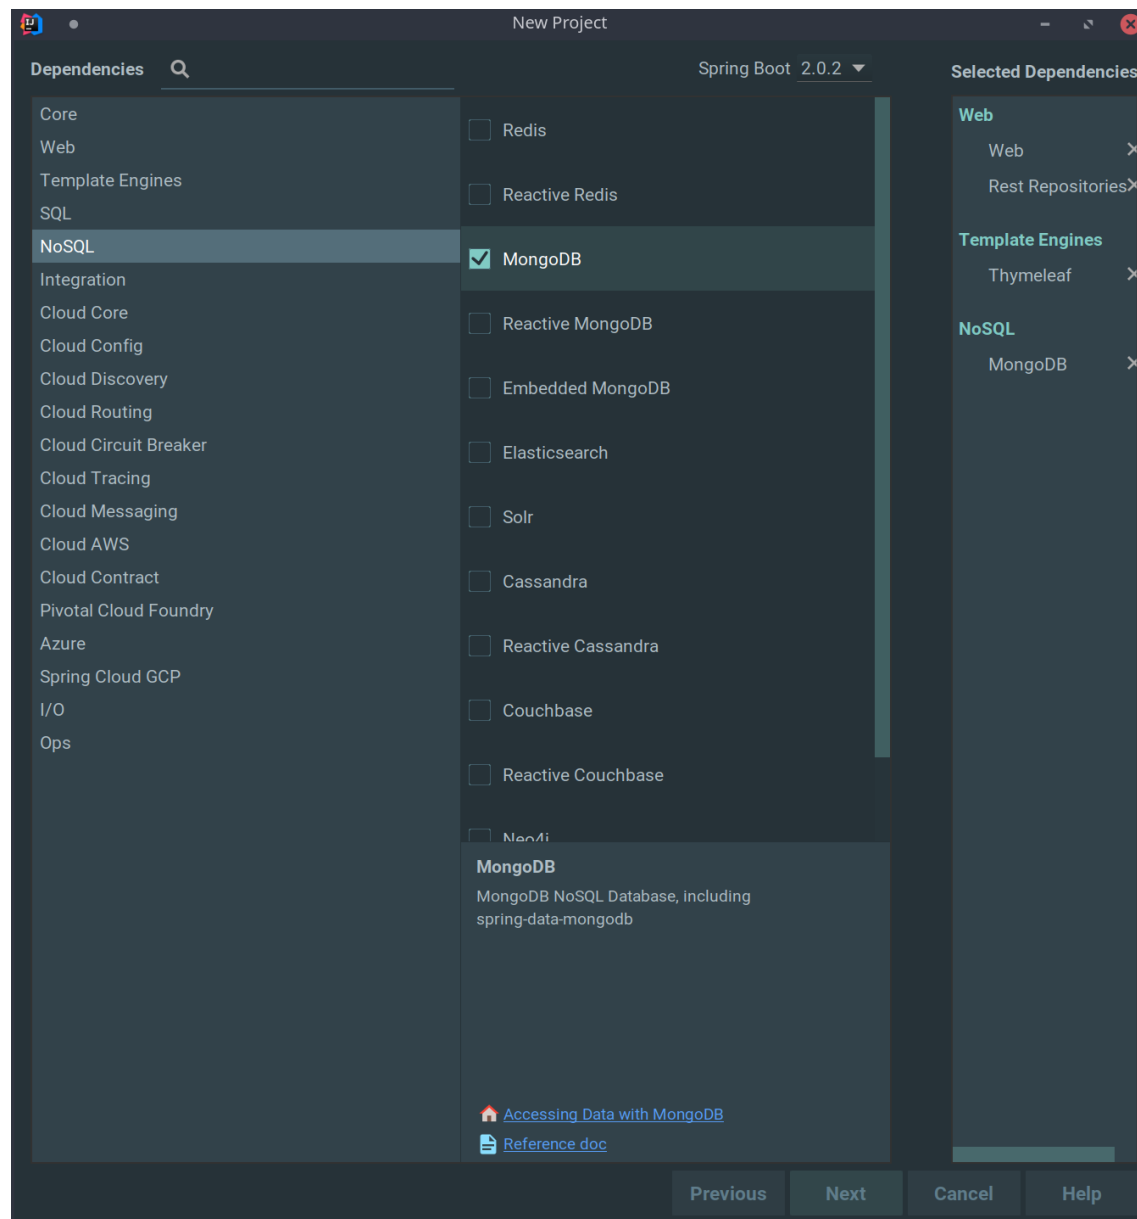 New Project
Dependencies
Spring Boot 2.0.2
Selected Dependencies
Core
Web
Template Engines
SQL
NoSQL
Integration
Cloud Core
Cloud Config
Cloud Discovery
Cloud Routing
Cloud Circuit Breaker
Cloud Tracing
Cloud Messaging
Cloud AWS
Cloud Contract
Pivotal Cloud Foundry
Azure
Spring Cloud GCP
I/O
Ops
Redis
Reactive Redis
MongoDB
Reactive MongoDB
Embedded MongoDB
Elasticsearch
Solr
Cassandra
Reactive Cassandra
Couchbase
Reactive Couchbase
Neo4j
MongoDB
MongoDB NoSQL Database, including
spring-data-mongodb
Accessing Data with MongoDB
Reference doc
Web
Web
Rest Repositories
Template Engines
Thymeleaf
NoSQL
MongoDB
Previous
Next
Cancel
Help